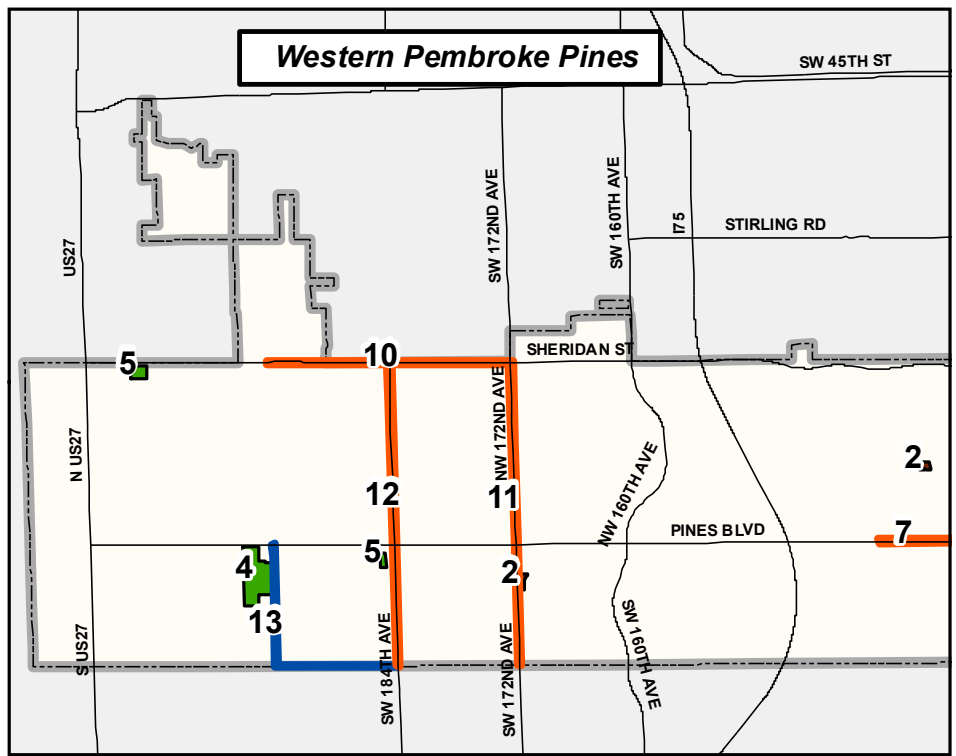 Western Pembroke Pines
SW 45TH ST
SW 172ND AVE
SW 160TH AVE
I75
STIRLING RD
US27
SHERIDAN ST
10
5
NW 172ND AVE
N US27
NW 160TH AVE
2
12
11
PINES BLVD
7
5
4
2
13
SW 160TH AVE
S US27
SW 184TH AVE
SW 172ND AVE